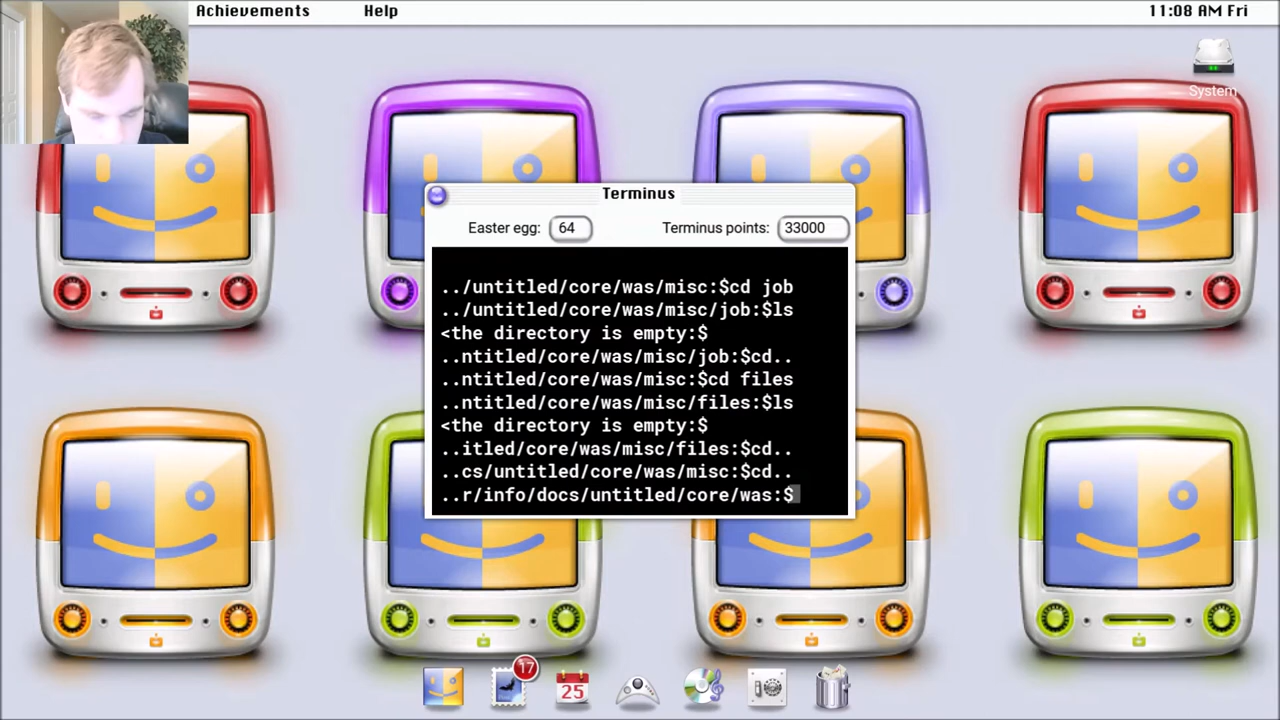 Achievements Help 11:08 AM Fri
System
Terminus
Easter egg: 64 Terminus points: 33000
../untitled/core/was/misc:$cd job
../untitled/core/was/misc/job:$ls
<the directory is empty:$
..ntitled/core/was/misc/job:$cd..
..ntitled/core/was/misc:$cd files
..ntitled/core/was/misc/files:$ls
<the directory is empty:$
..itled/core/was/misc/files:$cd..
..cs/untitled/core/was/misc:$cd..
..r/info/docs/untitled/core/was:$
17
25